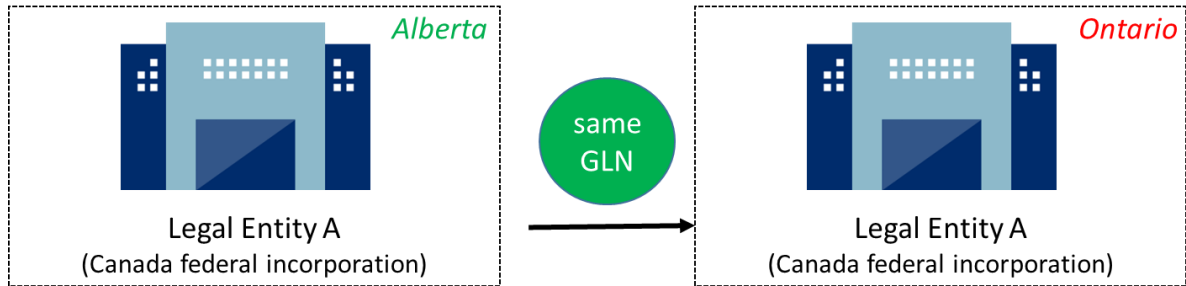 Alberta
Legal Entity A
(Canada federal incorporation)
same
GLN
Ontario
Legal Entity A
(Canada federal incorporation)